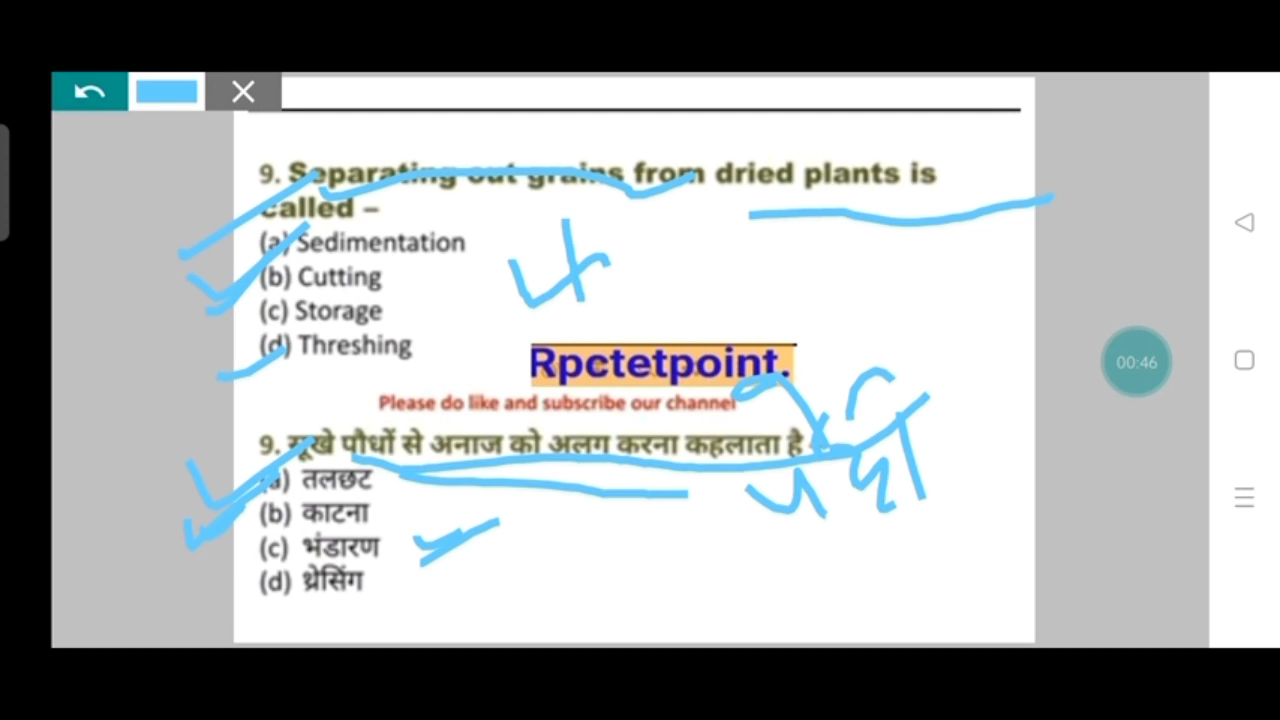 9. Separating out grains from dried plants is
called –
(a) Sedimentation
(b) Cutting
(c) Storage
(d) Threshing
Rpctetpoint.
00:46
Please do like and subscribe our channel
9. सूखे पौधों से अनाज को अलग करना कहलाता है
(a) तलछट
(b) काटना
(c) भंडारण
(d) थ्रेसिंग